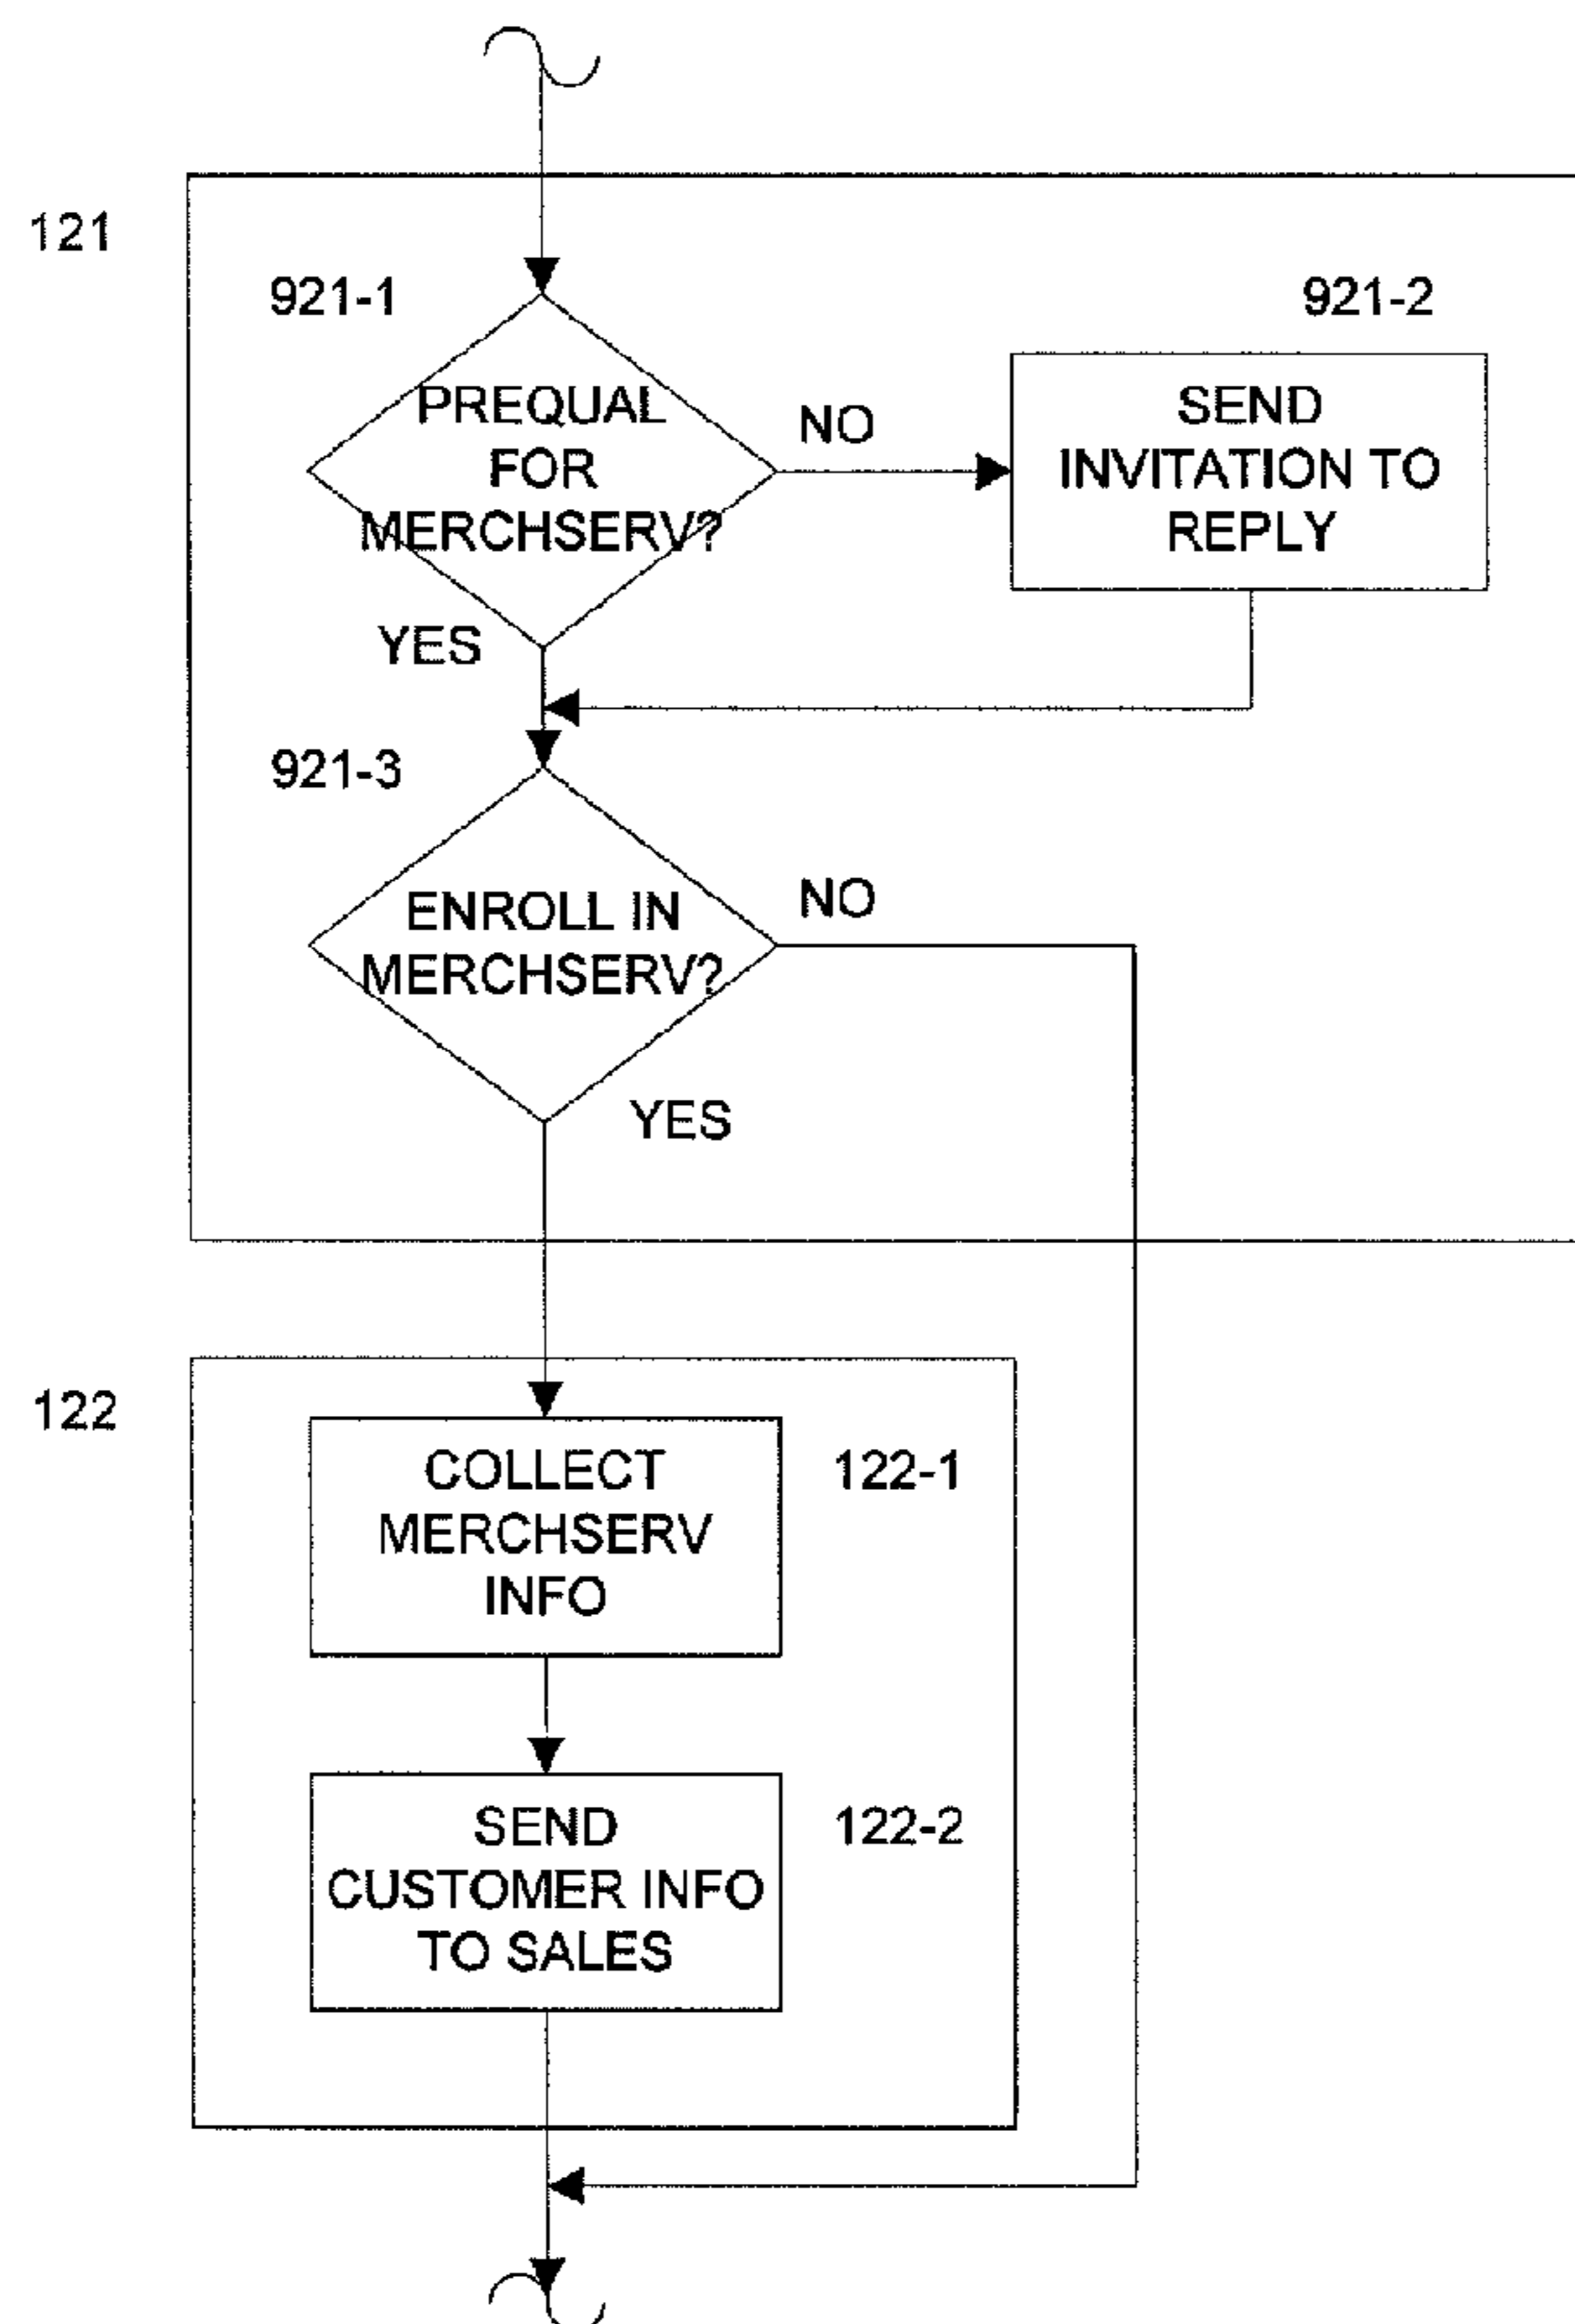 121
921-1
921-2
PREQUAL
FOR
MERCHSERV?
NO
SEND
INVITATION TO
REPLY
YES
921-3
ENROLL IN
MERCHSERV?
NO
YES
122
COLLECT
MERCHSERV
INFO
122-1
SEND
CUSTOMER INFO
TO SALES
122-2